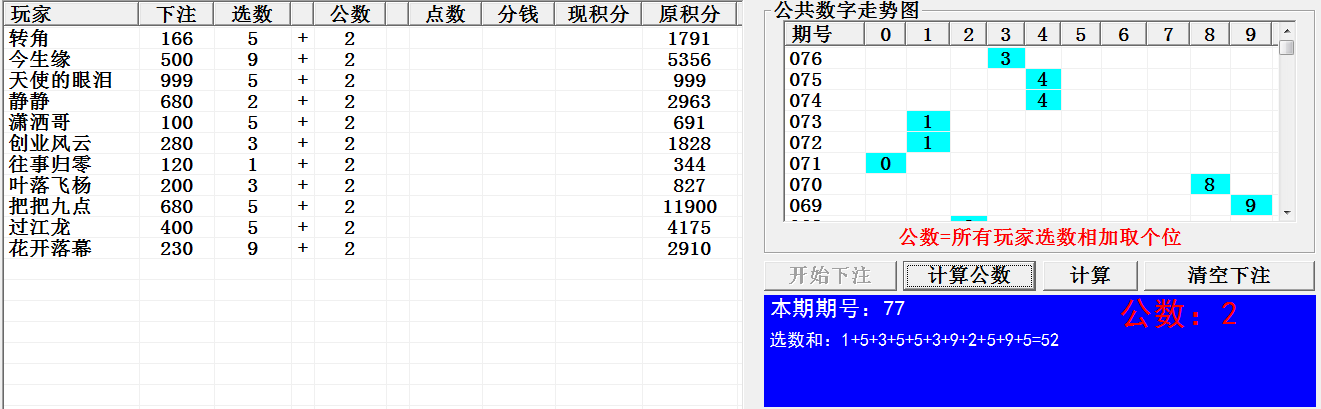 玩家 下注 选数 公数 点数 分钱 现积分 原积分
转角 166 5 + 2 1791
今生缘 500 9 + 2 5356
天使的眼泪 999 5 + 2 999
静静 680 2 + 2 2963
潇洒哥 100 5 + 2 691
创业风云 280 3 + 2 1828
往事归零 120 1 + 2 344
叶落飞杨 200 3 + 2 827
把把九点 680 5 + 2 11900
过江龙 400 5 + 2 4175
花开落幕 230 9 + 2 2910
公共数字走势图
期号 0 1 2 3 4 5 6 7 8 9
076 3
075 4
074 4
073 1
072 1
071 0
070 8
069 9
公数=所有玩家选数相加取个位
开始下注 计算公数 计算 清空下注
本期期号：77 公数：2
选数和：1+5+3+5+5+3+9+2+5+9+5=52